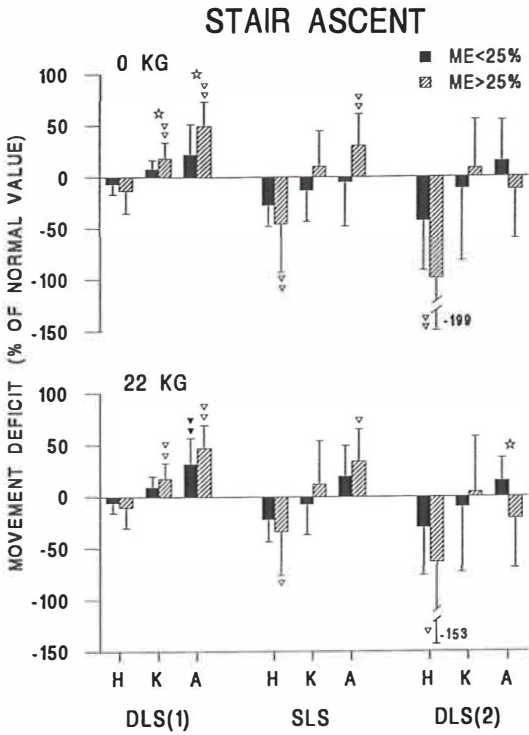 STAIR ASCENT
0 KG
ME<25%
ME>25%
100
50
0
-50
-100
-150
-199
22 KG
100
50
0
-50
-100
-150
-153
MOVEMENT DEFICIT (% OF NORMAL VALUE)
H K A H K A H K A
DLS(1) SLS DLS(2)